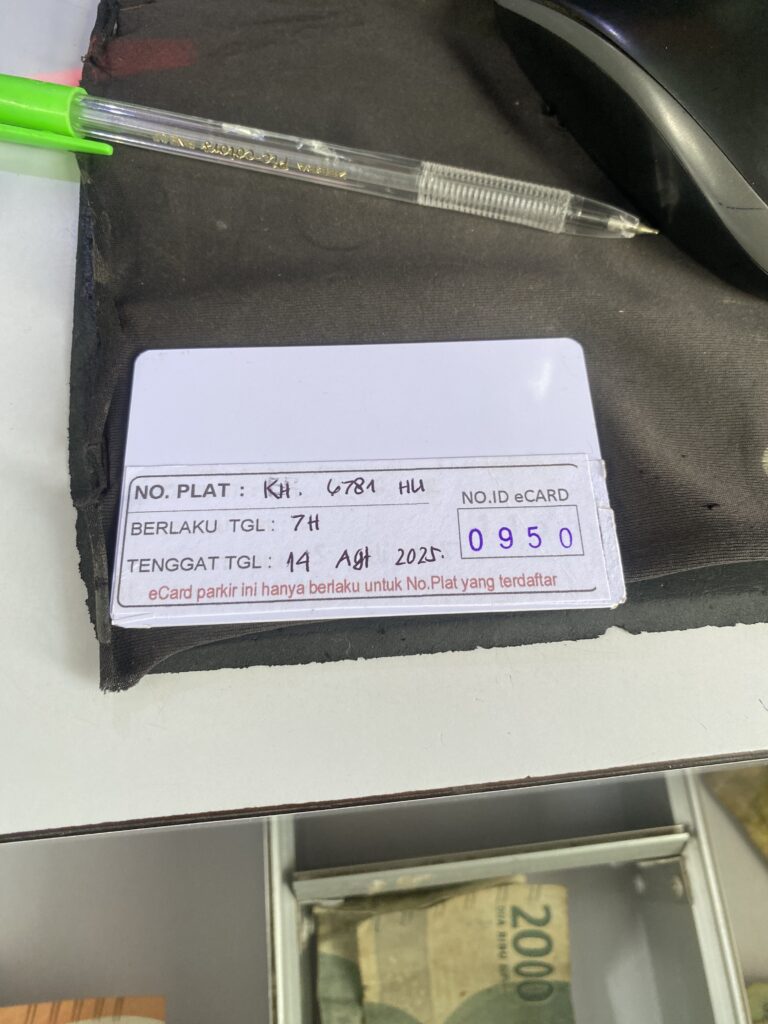 NO. PLAT : KH. 6781 HU
BERLAKU TGL : 7H
TENGGAT TGL : 14 Agt 2025.
NO.ID eCARD
0950
eCard parkir ini hanya berlaku untuk No.Plat yang terdaftar
2000